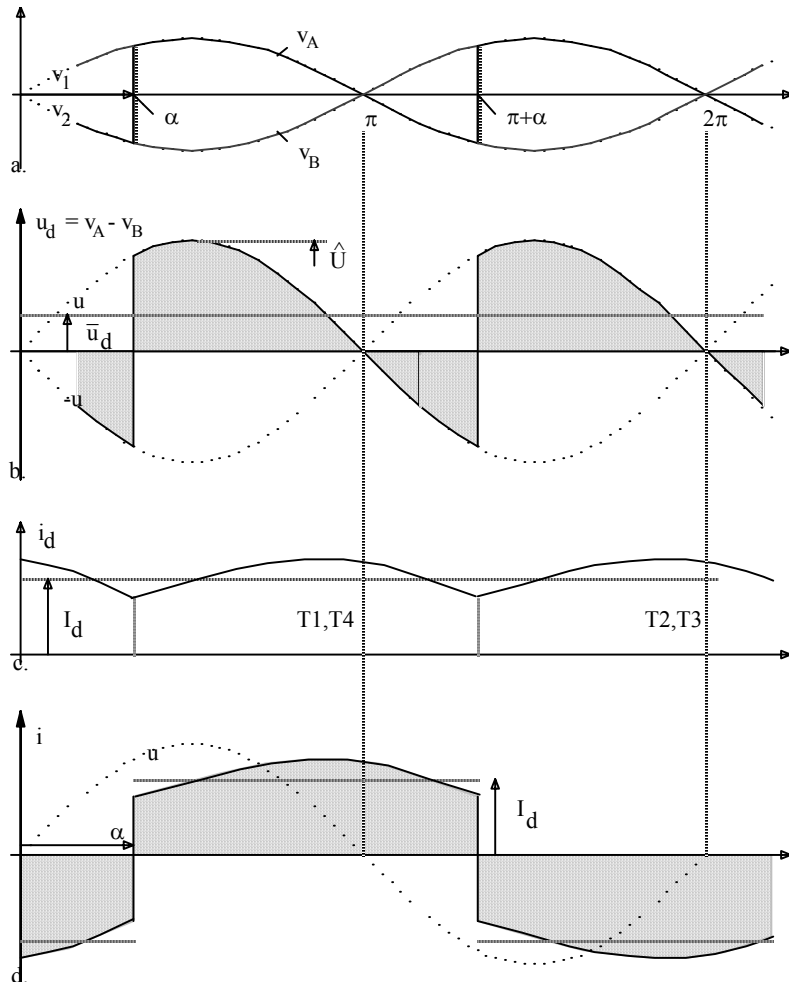 v_A
v_1
v_2
α
π
π+α
2π
v_B
a.
u_d = v_A - v_B
Û
u
ū_d
-u
b.
i_d
I_d
T1,T4
T2,T3
c.
i
u
I_d
α
d.